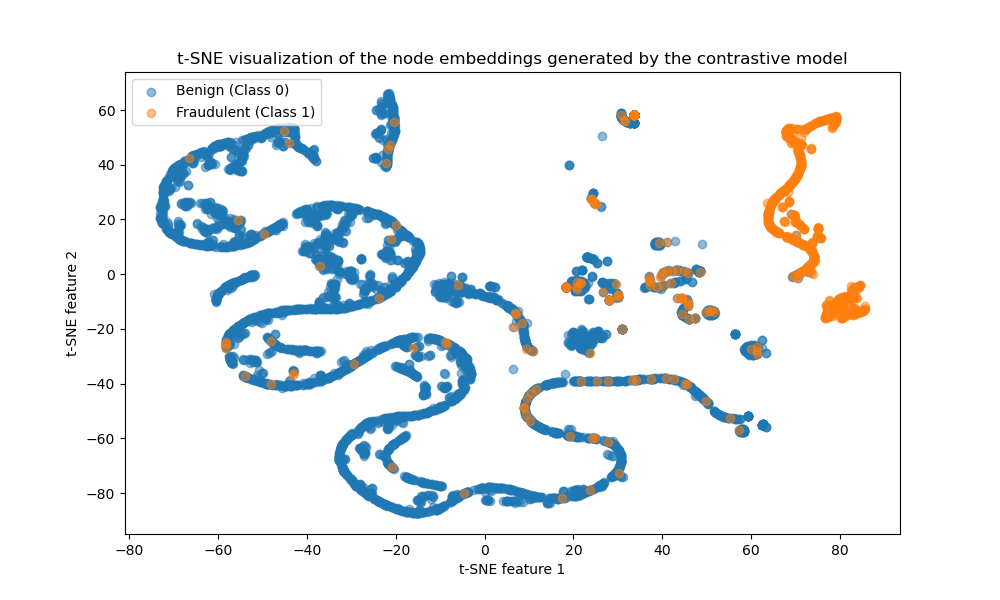 t-SNE visualization of the node embeddings generated by the contrastive model
Benign (Class 0)
Fraudulent (Class 1)
60
40
20
0
−20
−40
−60
−80
t-SNE feature 2
−80 −60 −40 −20 0 20 40 60 80
t-SNE feature 1